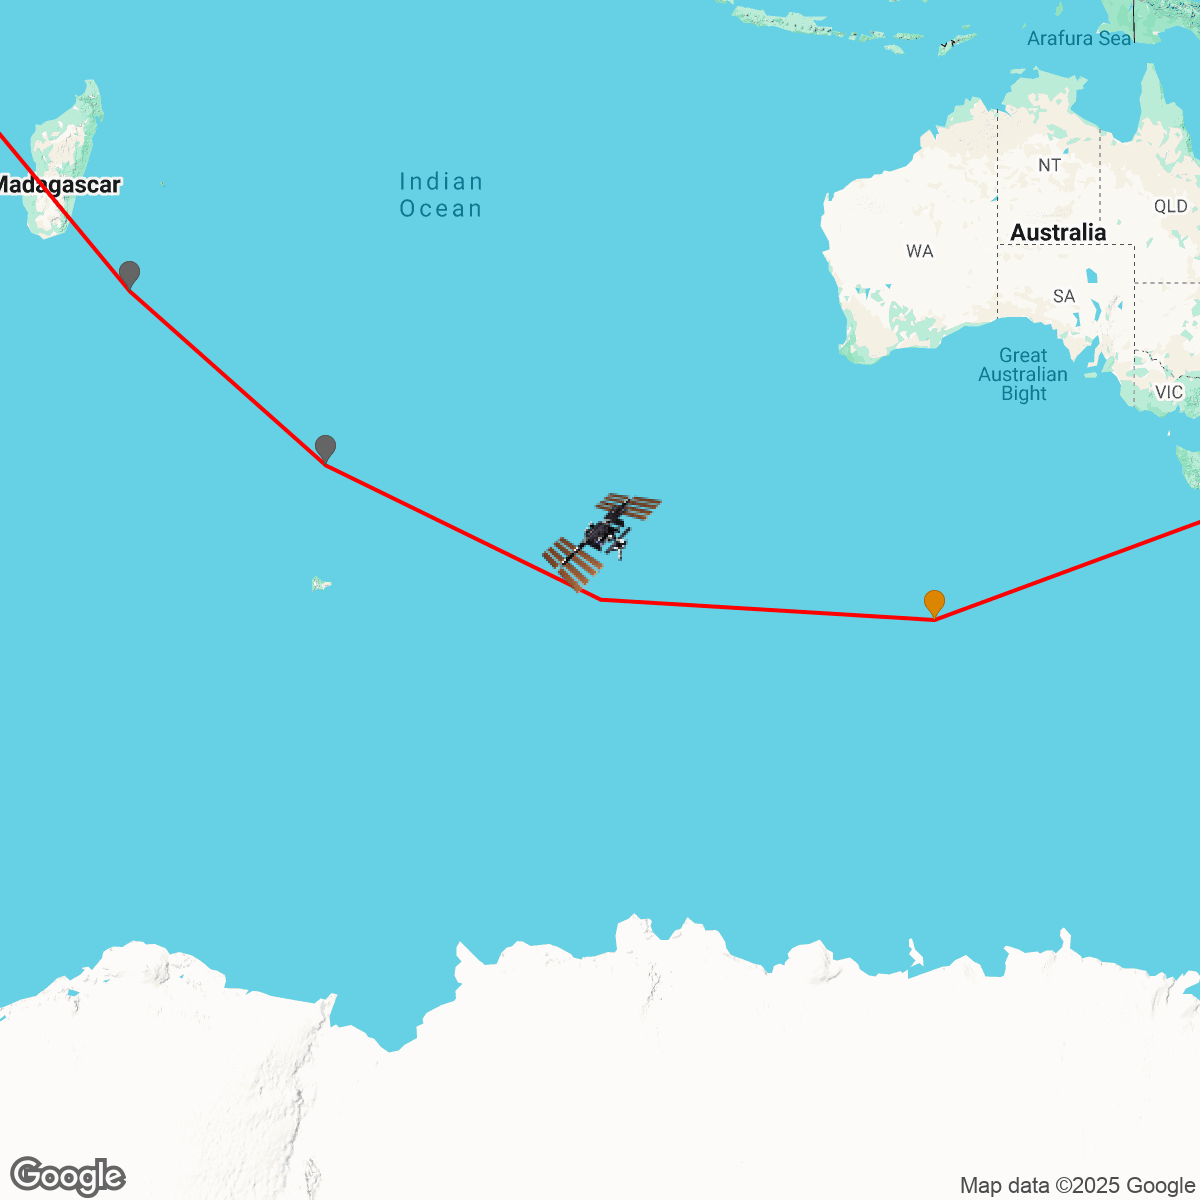 Arafura Sea
NT
Indian
Ocean
Madagascar
QLD
Australia
WA
SA
Great
Australian
Bight
VIC
Google
Map data ©2025 Google